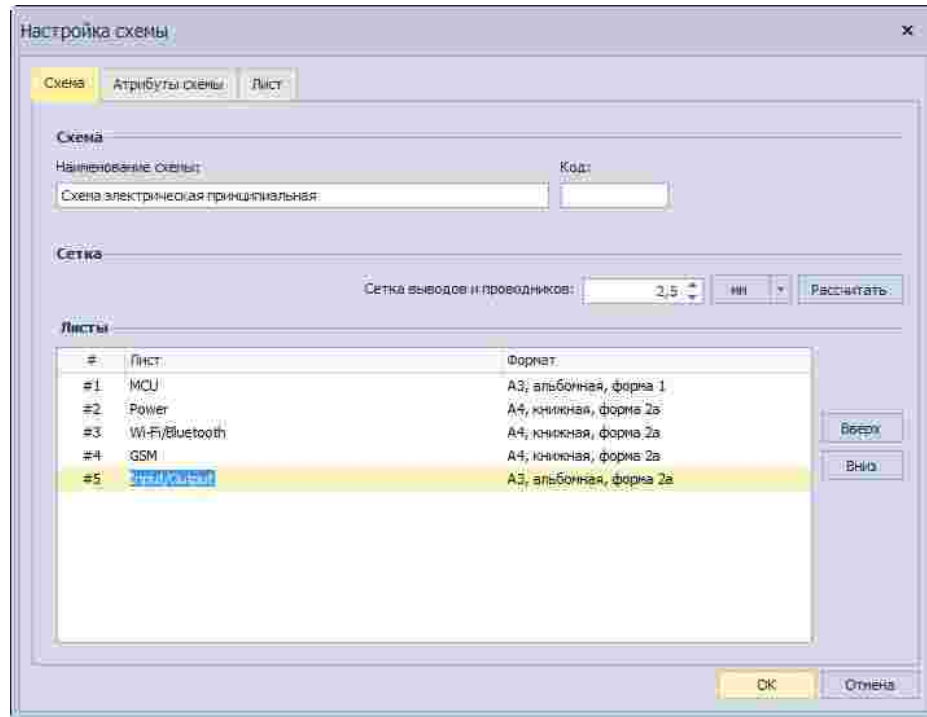 Настройка схемы
Схема Атрибуты схемы Лист
Схема
Наименование схемы: Код:
Схема электрическая принципиальная
Сетка
Сетка выводов и проводников: 2,5 мм Рассчитать
Листы
# Лист Формат
#1 MCU А3, альбомная, форма 1
#2 Power А4, книжная, форма 2а
#3 Wi-Fi/Bluetooth А4, книжная, форма 2а
#4 GSM А4, книжная, форма 2а
Вверх
#5 Input/Output А3, альбомная, форма 2а
Вниз
OK Отмена